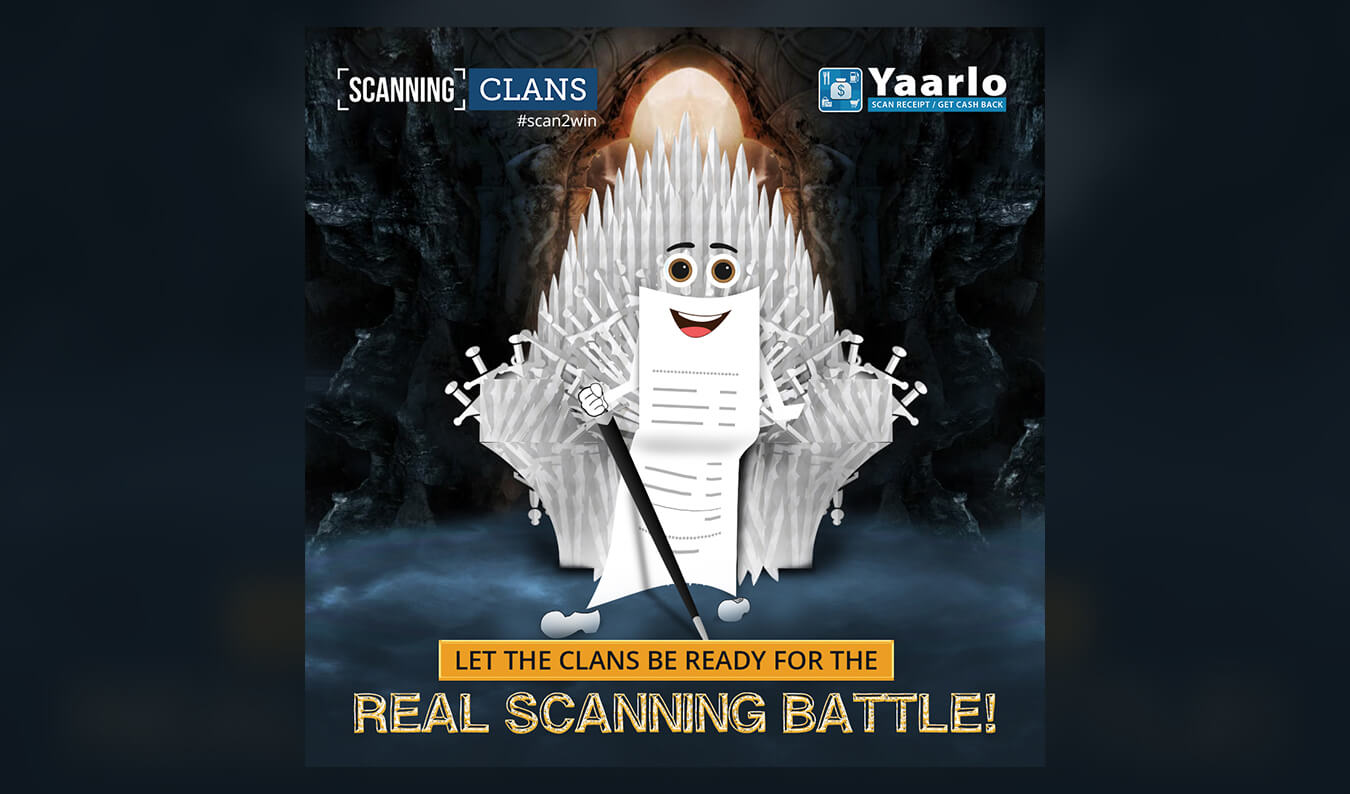 SCANNING CLANS
#scan2win
Yaarlo
SCAN RECEIPT / GET CASH BACK
$
LET THE CLANS BE READY FOR THE
REAL SCANNING BATTLE!